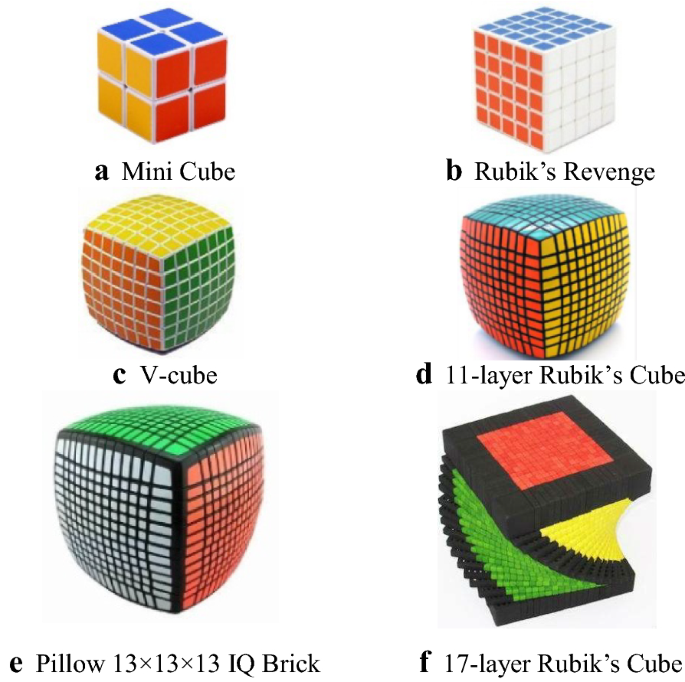 a Mini Cube
b Rubik’s Revenge
c V-cube
d 11-layer Rubik’s Cube
e Pillow 13×13×13 IQ Brick
f 17-layer Rubik’s Cube